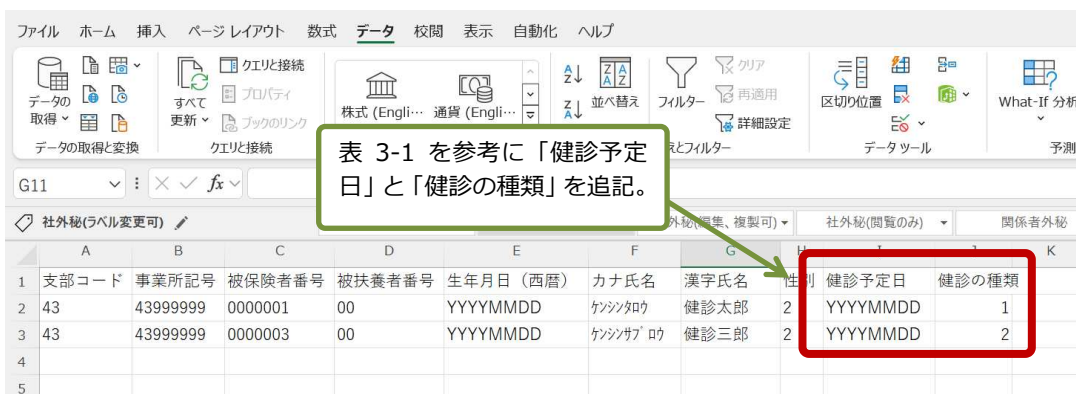 ファイル ホーム 挿入 ページ レイアウト 数式 データ 校閲 表示 自動化 ヘルプ
データの取得
すべて更新
クエリと接続
プロパティ
ブックのリンク
株式 (Engli… 通貨 (Engli…
並べ替え
フィルター
クリア
再適用
詳細設定
区切り位置
What-If 分析
データの取得と変換 クエリと接続 えとフィルター データ ツール 予測
表 3-1 を参考に「健診予定
日」と「健診の種類」を追記。
G11 fx
社外秘(ラベル変更可) 外秘(編集、複製可) 社外秘(閲覧のみ) 関係者外秘
A B C D E F G H I J K
1 支部コード 事業所記号 被保険者番号 被扶養者番号 生年月日(西暦) カナ氏名 漢字氏名 性別 健診予定日 健診の種類
2 43 43999999 0000001 00 YYYYMMDD ケンシンタロウ 健診太郎 2 YYYYMMDD 1
3 43 43999999 0000003 00 YYYYMMDD ケンシンサブロウ 健診三郎 2 YYYYMMDD 2
4
5